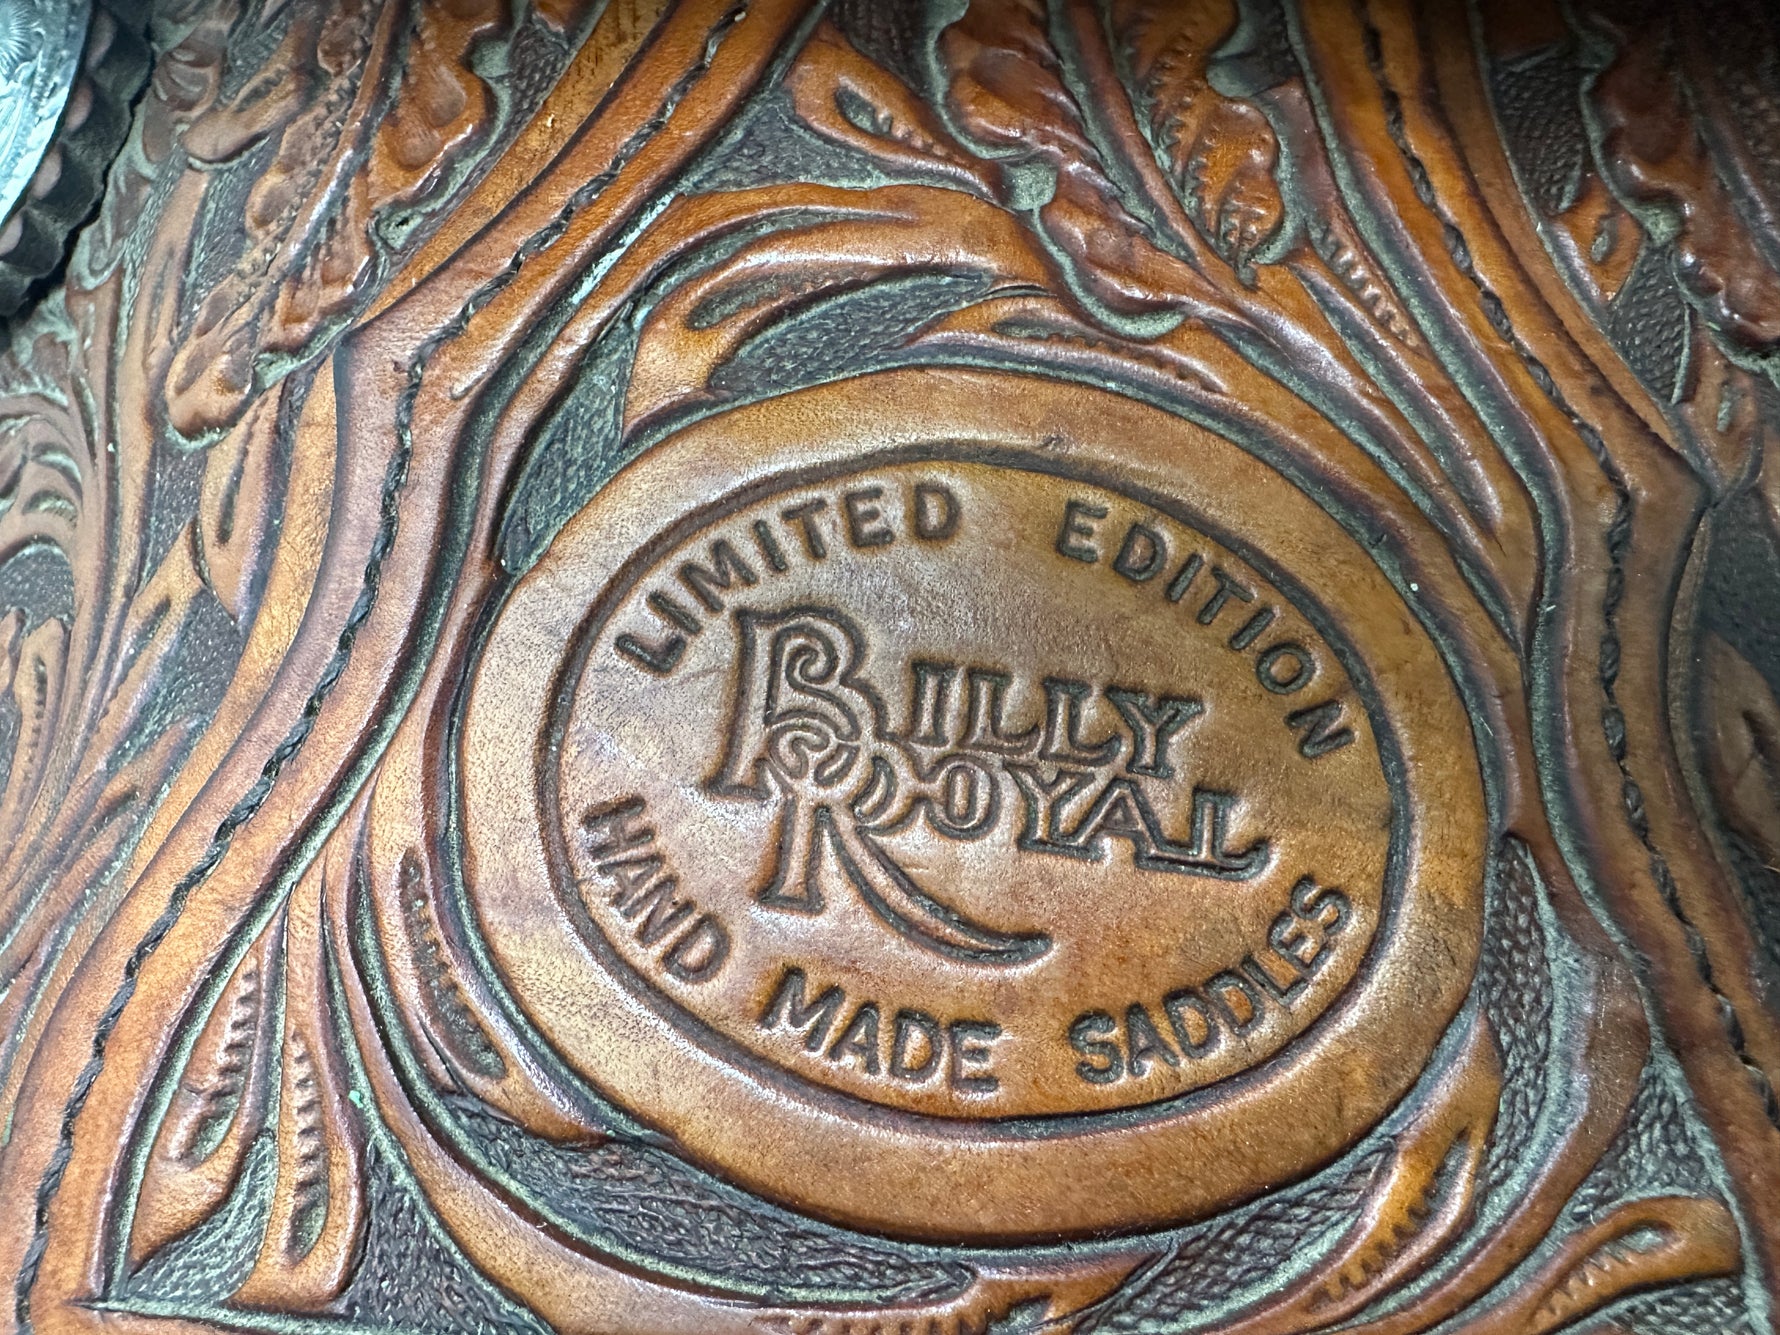 LIMITED EDITION
BILLY
ROYAL
HAND MADE SADDLES